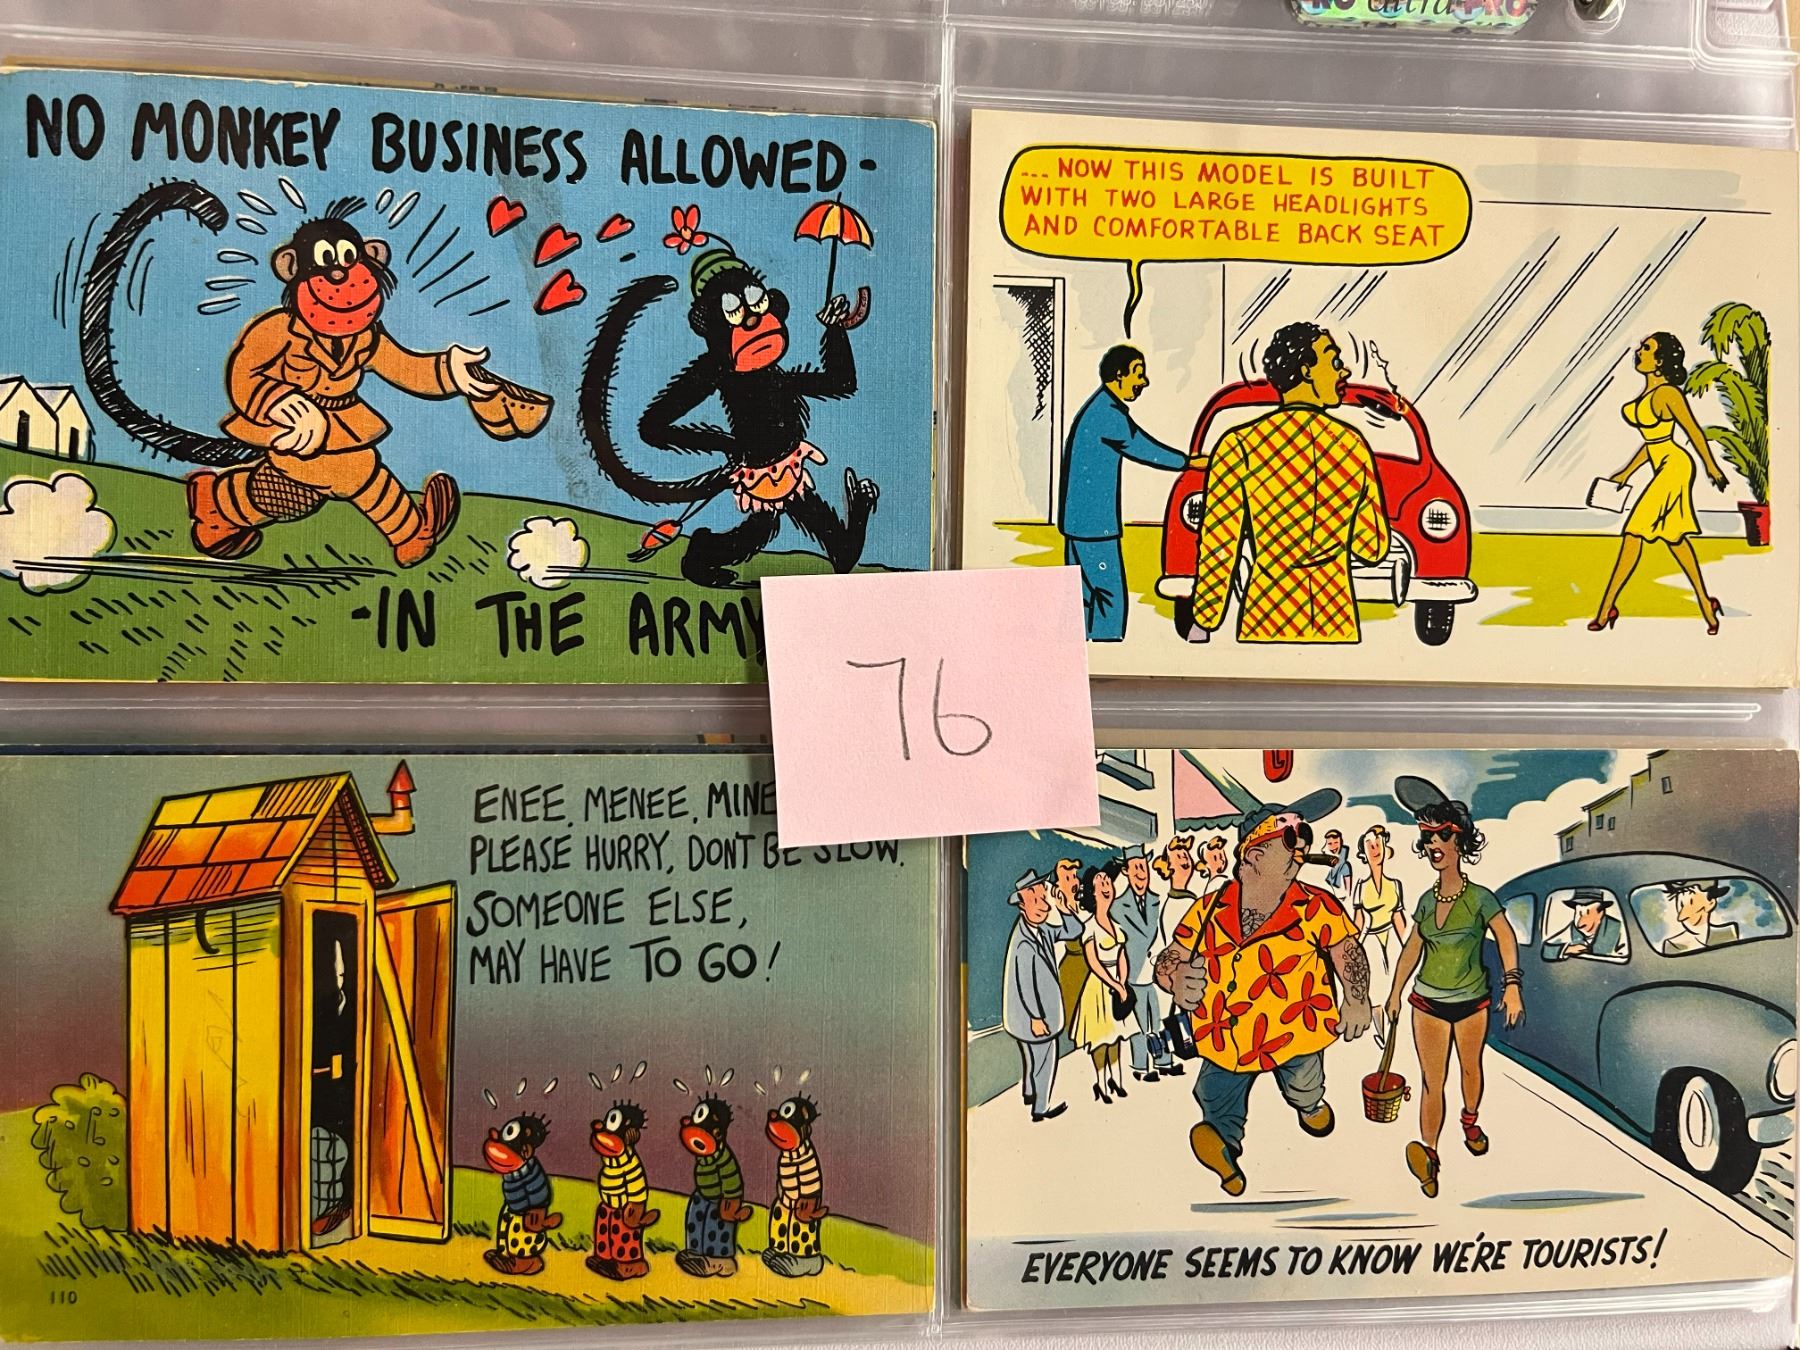 ultra PRO
NO MONKEY BUSINESS ALLOWED-
-IN THE ARMY
... NOW THIS MODEL IS BUILT
WITH TWO LARGE HEADLIGHTS
AND COMFORTABLE BACK SEAT
76
ENEE, MENEE, MINE
PLEASE HURRY, DON'T BE SLOW.
SOMEONE ELSE,
MAY HAVE TO GO!
110
EVERYONE SEEMS TO KNOW WE'RE TOURISTS!